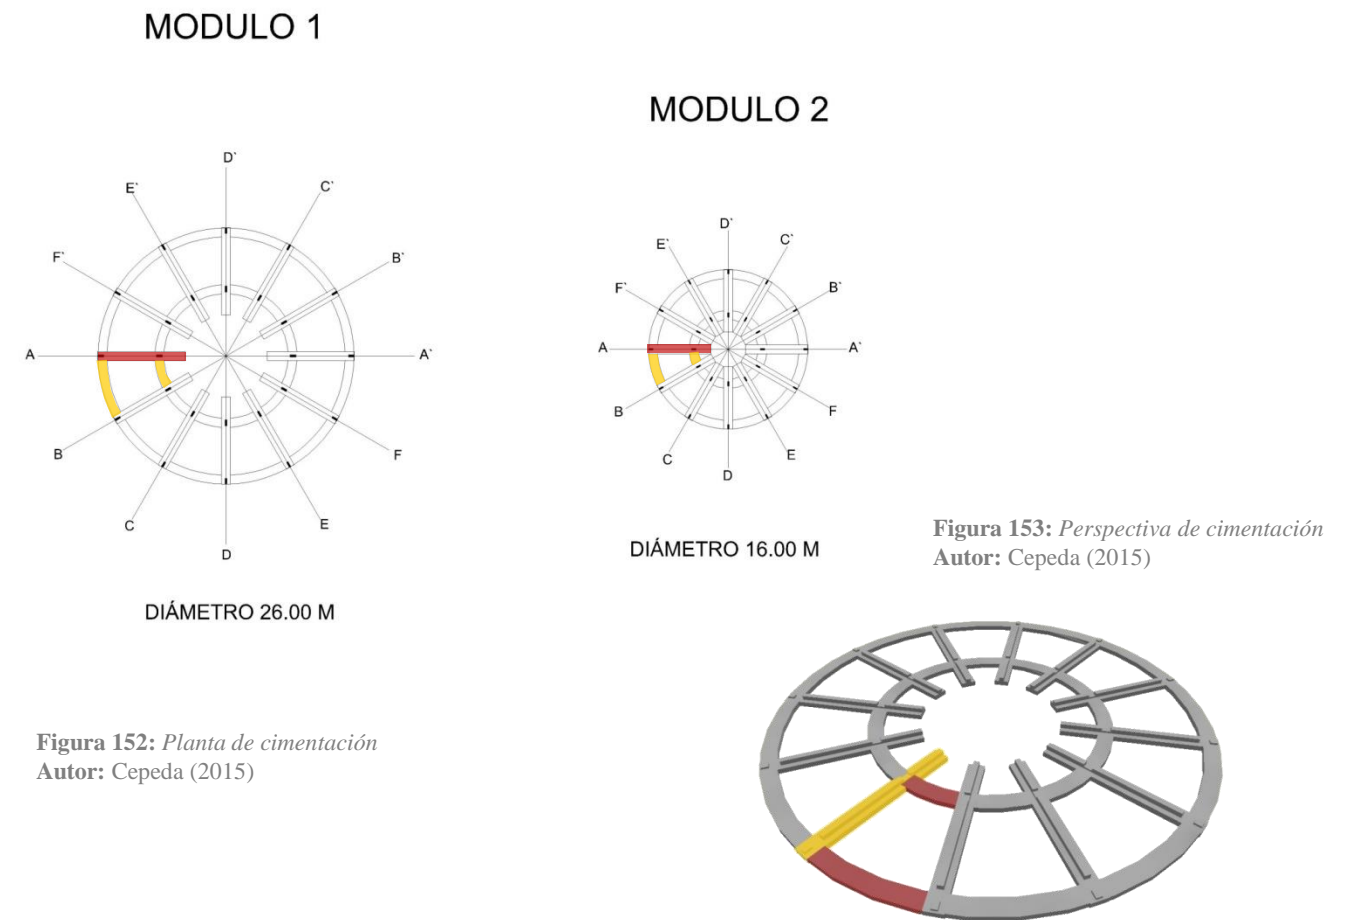 MODULO 1
MODULO 2
D`
E`
C`
F`
B`
A
A`
B
F
C
E
D
DIÁMETRO 26.00 M
D`
E`
C`
F`
B`
A
A`
B
F
C
E
D
DIÁMETRO 16.00 M
Figura 153: Perspectiva de cimentación
Autor: Cepeda (2015)
Figura 152: Planta de cimentación
Autor: Cepeda (2015)